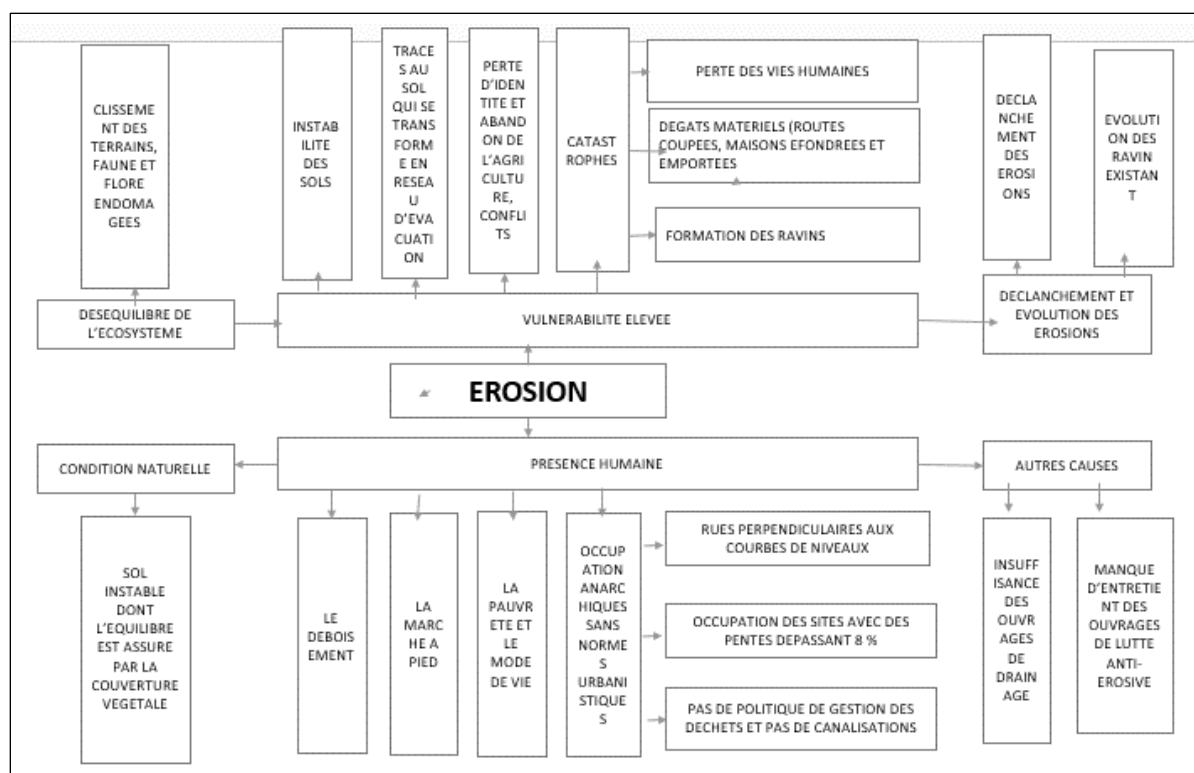 CLISSEME
NT DES
TERRAINS,
FAUNE ET
FLORE
ENDOMA
GEES
INSTAB
ILITE
DES
SOLS
TRACE
S AU
SOL
QUI SE
TRANS
FORM
E EN
RESEA
U
D'EVA
CUATI
ON
PERTE
D'IDEN
TITE ET
ABAND
ON DE
L'AGRI
CULTU
RE,
CONFLI
TS
CATAST
ROPHES
PERTE DES VIES HUMAINES
DEGATS MATERIELS (ROUTES
COUPEES, MAISONS EFONDREES ET
EMPORTEES
FORMATION DES RAVINS
DECLA
NCHE
MENT
DES
EROSI
ONS
EVOLUT
ION DES
RAVIN
EXISTAN
T
DESEQUILIBRE DE
L'ECOSYSTEME
VULNERABILITE ELEVEE
DECLANCHEMENT ET
EVOLUTION DES
EROSIONS
EROSION
CONDITION NATURELLE
PRESENCE HUMAINE
AUTRES CAUSES
SOL
INSTABLE
DONT
L'EQUILIBRE
EST ASSURE
PAR LA
COUVERTURE
VEGETALE
LE
DEBOIS
EMENT
LA
MARC
HE A
PIED
LA
PAUVR
ETE ET
LE
MODE
DE VIE
OCCUP
ATION
ANARC
HIQUES
SANS
NORME
S
URBANI
STIQUE
S
RUES PERPENDICULAIRES AUX
COURBES DE NIVEAUX
OCCUPATION DES SITES AVEC DES
PENTES DEPASSANT 8 %
PAS DE POLITIQUE DE GESTION DES
DECHETS ET PAS DE CANALISATIONS
INSUFF
ISANCE
DES
OUVR
AGES
DE
DRAIN
AGE
MANQUE
D'ENTRETIE
NT DES
OUVRAGES
DE LUTTE
ANTI-
EROSIVE